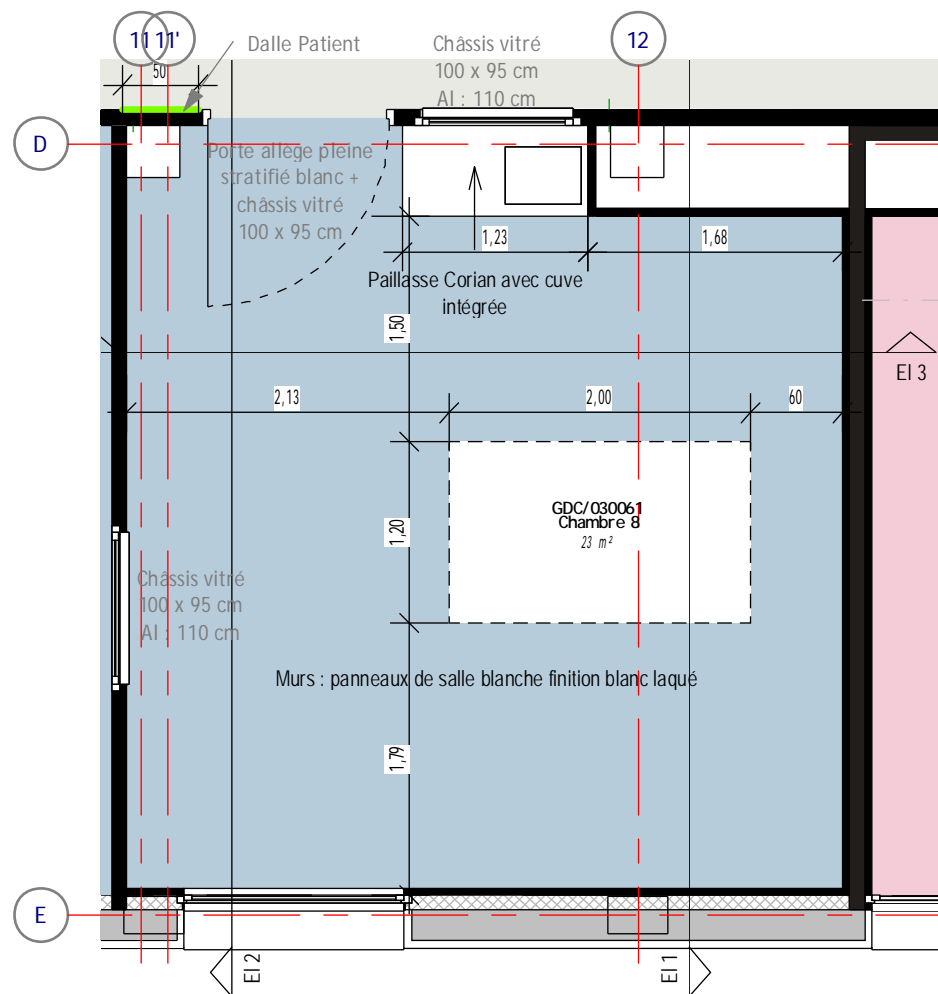 11
11'
12
Dalle Patient
Châssis vitré
100 x 95 cm
Al : 110 cm
50
D
Porte allège pleine
stratifié blanc +
châssis vitré
100 x 95 cm
1,23
1,68
Paillasse Corian avec cuve
intégrée
1,50
El 3
2,13
2,00
60
GDC/030061
Chambre 8
23 m²
1,20
Châssis vitré
100 x 95 cm
Al : 110 cm
Murs : panneaux de salle blanche finition blanc laqué
1,79
E
El 2
El 1